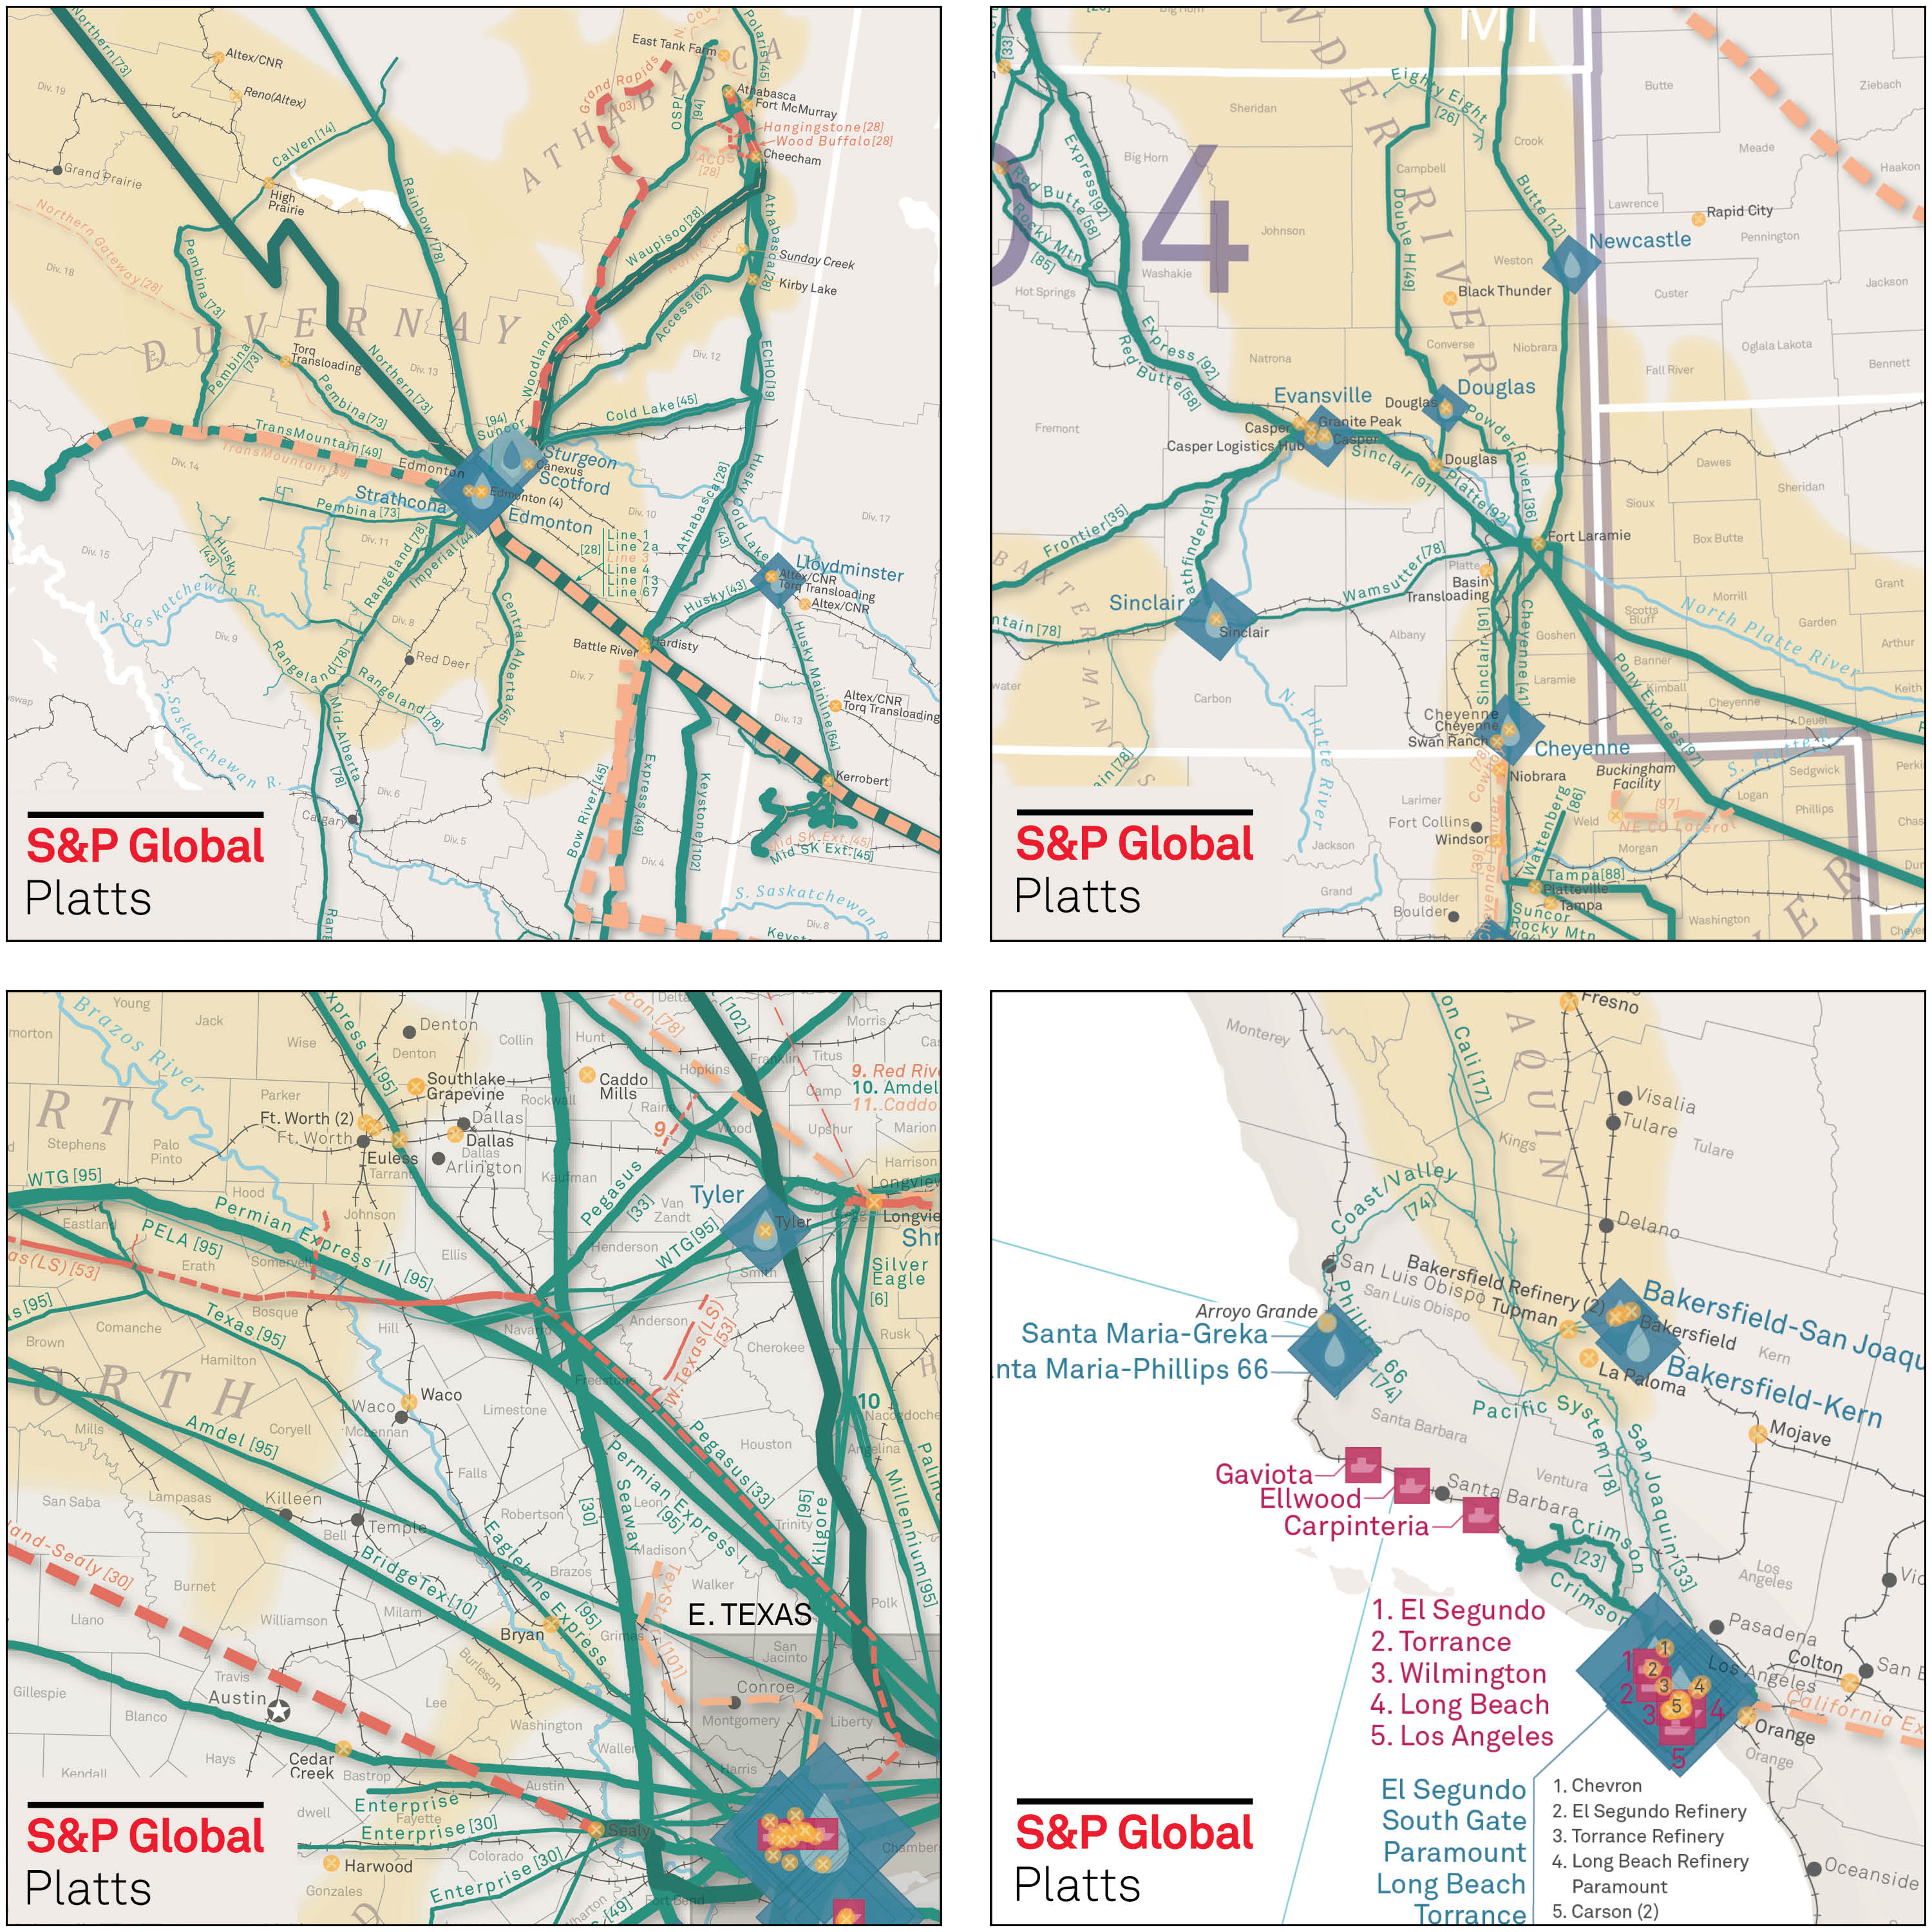 Northern[73]
Altex/CNR
Div. 19
Reno(Altex)
CalVen[14]
Grand Prairie
High
Prairie
Rainbow[78]
Northern Gateway[28]
Div. 18
Pembina[73]
East Tank Farm
Polaris[45]
Grand Rapids
[103]
ATHABASCA
OSPL
[94]
Athabasca
Fort McMurray
Hangingstone[28]
Wood Buffalo[28]
JACOS
[28]
Cheecham
Waupisoo[28]
Athabasca[28]
Sunday Creek
Kirby Lake
Access[62]
DUVERNAY
Pembina
[73]
Torq
Transloading
Northern[73]
Div. 13
Pembina[73]
Woodland[28]
Div. 12
ECHO[19]
Cold Lake[45]
TransMountain[49]
Div. 14
[94]
Suncor
Edmonton
Sturgeon
Canexus
Scotford
Strathcona
Edmonton (4)
Edmonton
Pembina[73]
Div. 10
Div. 11
Div. 15
Husky
[43]
Rangeland[78]
Imperial[44]
[28]
Line 1
Line 2a
Line 3
Line 4
Line 13
Line 67
Athabasca[28]
Husky Cold Lake
[43]
Div. 17
Lloydminster
Altex/CNR
Torq Transloading
Altex/CNR
Husky[43]
N. Saskatchewan R.
Div. 9
Div. 8
Red Deer
Central Alberta[45]
Battle River
Hardisty
Div. 7
Rangeland[78]
Rangeland[78]
Mid-Alberta
[78]
Husky Mainline[64]
Div. 13
Altex/CNR
Torq Transloading
S.Saskatchewan R.
Kerrobert
Calgary
Div. 6
Div. 5
Bow River[45]
Express[49]
Keystone[102]
Div. 4
Mid SK Ext.[45]
Mid SK Ext.[45]
S. Saskatchewan R.
Div. 8
Keyst
Rang
S&P Global
Platts
MT
Big Horn
[33]
Sheridan
Eighty Eight
[26]
Butte
Ziebach
Crook
Meade
Haakon
Big Horn
Express[92]
Campbell
Double H[49]
Butte[12]
Lawrence
Rapid City
Pennington
Red Butte[58]
Rocky Mtn
[85]
4
Johnson
Washakie
Hot Springs
Newcastle
Weston
Black Thunder
Custer
Jackson
Express[92]
Red Butte[58]
Natrona
Converse
Niobrara
Oglala Lakota
Bennett
Fall River
Evansville
Douglas
Douglas
Casper
Granite Peak
Casper
Casper Logistics Hub
Fremont
Sinclair[91]
Powder River[36]
Douglas
Platte[92]
Dawes
Sioux
Sheridan
Frontier[35]
Pathfinder[91]
Fort Laramie
Box Butte
BAXTER-MANCOS
Wamsutter[78]
Platte
Basin
Transloading
Grant
Sinclair
Sinclair
North Platte River
Morrill
Scotts
Bluff
Garden
Arthur
ntain[78]
Albany
Sinclair[91]
Cheyenne[41]
Goshen
Banner
Pony Express[97]
Kimball
Cheyenne
Deuel
Keith
Laramie
water
Carbon
N. Platte River
Cheyenne
Cheyenne
Swan Ranch
Cheyenne
Niobrara
Buckingham
Facility
S. Platte R.
Sedgwick
Perki
Logan
Phillips
Chas
Larimer
Fort Collins
Windsor
Wattenberg
[86]
Weld
[97]
NE CO Lateral
Morgan
Jackson
Grand
Boulder
Boulder
Tampa[88]
Platteville
Tampa
Suncor
Rocky Mtn
Washington
S&P Global
Platts
Brazos River
Young
Jack
morton
Wise
Express I[95]
Denton
Denton
Collin
Hunt
Delta
[102]
Morris
Franklin
Titus
Hopkins
Camp
9. Red Riv
10. Amdel
11. Caddo
Southlake
Grapevine
Caddo
Mills
Rockwall
Rains
Parker
Ft. Worth (2)
Ft. Worth
Dallas
Dallas
Dallas
Euless
Arlington
Tarrant
9
Wood
Upshur
Marion
Stephens
Palo
Pinto
Kaufman
Pegasus
[33]
Van
Zandt
Harrison
Longview
WTG[95]
Hood
Johnson
Tyler
Tyler
Longvie
Shr
Eastland
PELA [95]
Permian Express II [95]
Ellis
Henderson
WTG[95]
Smith
Silver
Eagle
[6]
as(LS) [53]
Erath
Somervell
Bosque
Hill
Navarro
Anderson
W. Texas(LS)
[53]
Cherokee
Rusk
Comanche
Texas[95]
Brown
Hamilton
Freestone
Waco
Waco
McLennan
Limestone
Coryell
Mills
Amdel [95]
10
Nacogdoche
Angelina
Houston
Pegasus[33]
Permian Express I
[95]
Leon
Falls
Robertson
San Saba
Lampasas
Killeen
Bell
Temple
[30]
Seaway
Kilgore
[95]
Trinity
Millennium[95]
Madison
Walker
Polk
land-Sealy[30]
Burnet
BridgeTex[10]
Eaglebine Express
[95]
Brazos
Grimes
E. TEXAS
San
Jacinto
Llano
Williamson
Milam
Bryan
Burleson
Travis
Austin
[101]
Conroe
Montgomery
Liberty
Gillespie
Blanco
Lee
Washington
Waller
Harris
Hays
Cedar
Creek
Kendall
Bastrop
Austin
Enterprise
Fayette
Enterprise[30]
dwell
Sealy
Colorado
Chambers
Harwood
Gonzales
Enterprise[30]
Fort Bend
[49]
S&P Global
Platts
Monterey
Fresno
on Cali[17]
Visalia
Tulare
Tulare
Kings
AQUIN
Coast/Valley
[74]
Delano
San Luis Obispo
San Luis Obispo
Phillips 66
[74]
Bakersfield Refinery (2)
Tupman
Arroyo Grande
Santa Maria-Greka
nta Maria-Phillips 66
Bakersfield-San Joaqu
Bakersfield
Kern
La Paloma
Bakersfield-Kern
Mojave
Pacific System[78]
San Joaquin[33]
Santa Barbara
Gaviota
Ellwood
Carpinteria
Santa Barbara
Ventura
Crimson
[23]
Crimson
Los
Angeles
Vic
1. El Segundo
2. Torrance
3. Wilmington
4. Long Beach
5. Los Angeles
Pasadena
Los Angeles
Colton
San B
California Ex
Orange
Orange
1
2
3
4
5
1
2
3
4
5
El Segundo
South Gate
Paramount
Long Beach
Torrance
1. Chevron
2. El Segundo Refinery
3. Torrance Refinery
4. Long Beach Refinery
Paramount
5. Carson (2)
Oceanside
S&P Global
Platts